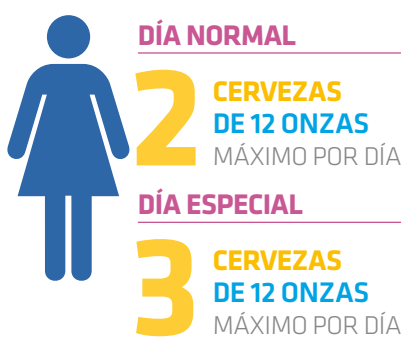 DÍA NORMAL
2 CERVEZAS
DE 12 ONZAS
MÁXIMO POR DÍA
DÍA ESPECIAL
3 CERVEZAS
DE 12 ONZAS
MÁXIMO POR DÍA